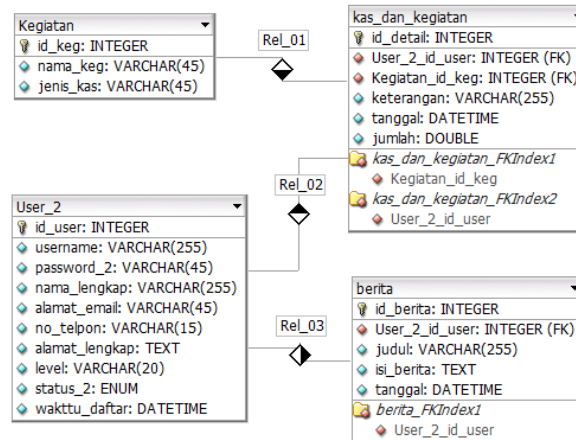 Kegiatan
id_keg: INTEGER
nama_keg: VARCHAR(45)
jenis_kas: VARCHAR(45)
Rel_01
kas_dan_kegiatan
id_detail: INTEGER
User_2_id_user: INTEGER (FK)
Kegiatan_id_keg: INTEGER (FK)
keterangan: VARCHAR(255)
tanggal: DATETIME
jumlah: DOUBLE
kas_dan_kegiatan_FKIndex1
Kegiatan_id_keg
kas_dan_kegiatan_FKIndex2
User_2_id_user
Rel_02
User_2
id_user: INTEGER
username: VARCHAR(255)
password_2: VARCHAR(45)
nama_lengkap: VARCHAR(255)
alamat_email: VARCHAR(45)
no_telpon: VARCHAR(15)
alamat_lengkap: TEXT
level: VARCHAR(20)
status_2: ENUM
wakttu_daftar: DATETIME
Rel_03
berita
id_berita: INTEGER
User_2_id_user: INTEGER (FK)
judul: VARCHAR(255)
isi_berita: TEXT
tanggal: DATETIME
berita_FKIndex1
User_2_id_user